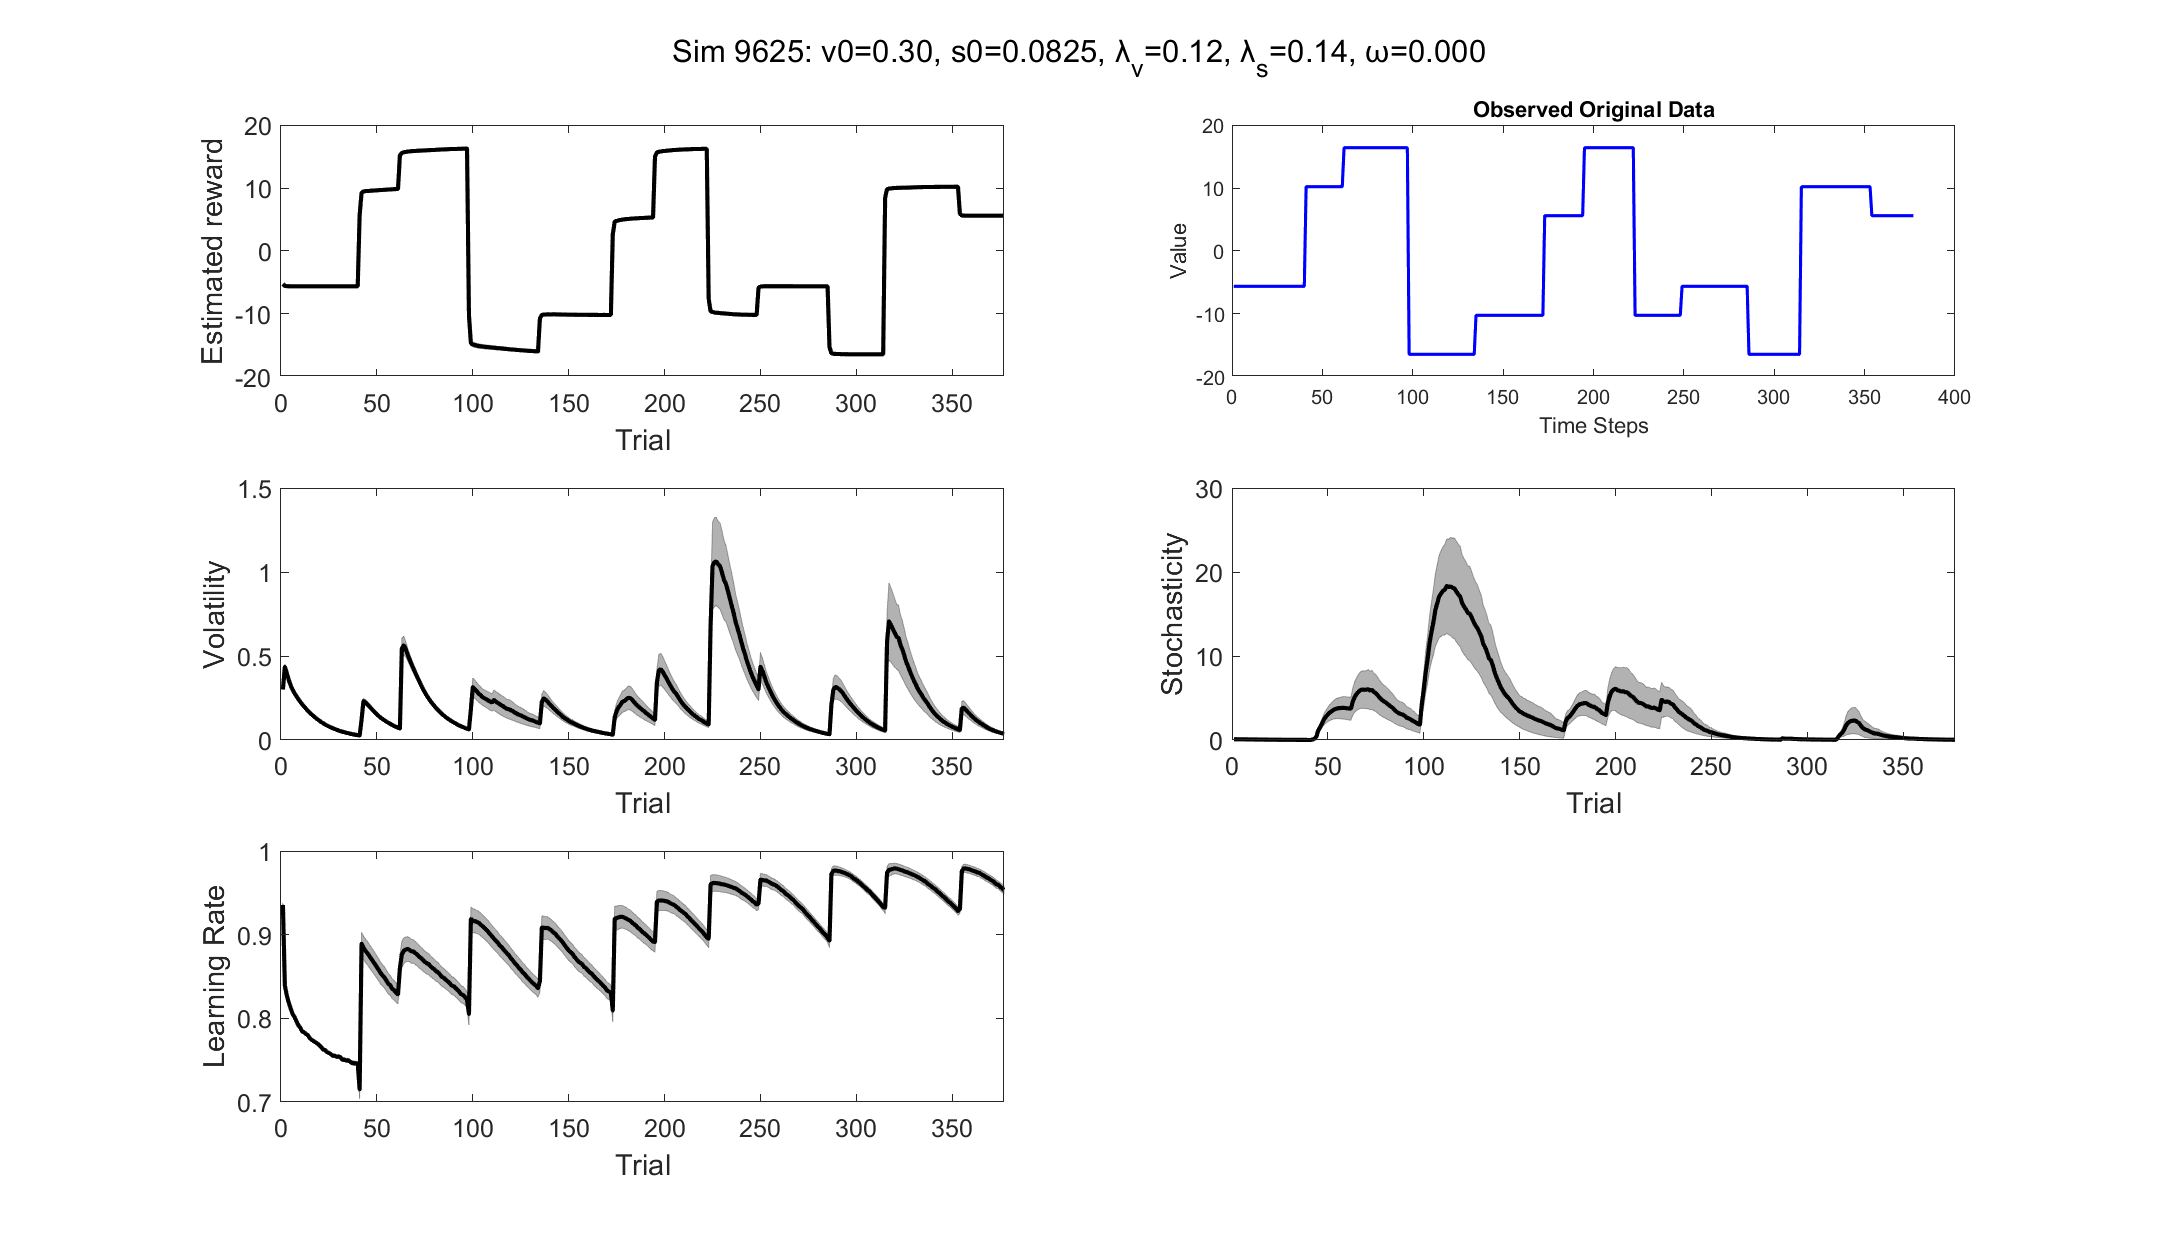 Sim 9625: v0=0.30, s0=0.0825, λv=0.12, λs=0.14, ω=0.000
Estimated reward
20
10
0
-10
-20
0 50 100 150 200 250 300 350
Trial
Observed Original Data
Value
20
10
0
-10
-20
0 50 100 150 200 250 300 350 400
Time Steps
Volatility
1.5
1
0.5
0
0 50 100 150 200 250 300 350
Trial
Stochasticity
30
20
10
0
0 50 100 150 200 250 300 350
Trial
Learning Rate
1
0.9
0.8
0.7
0 50 100 150 200 250 300 350
Trial